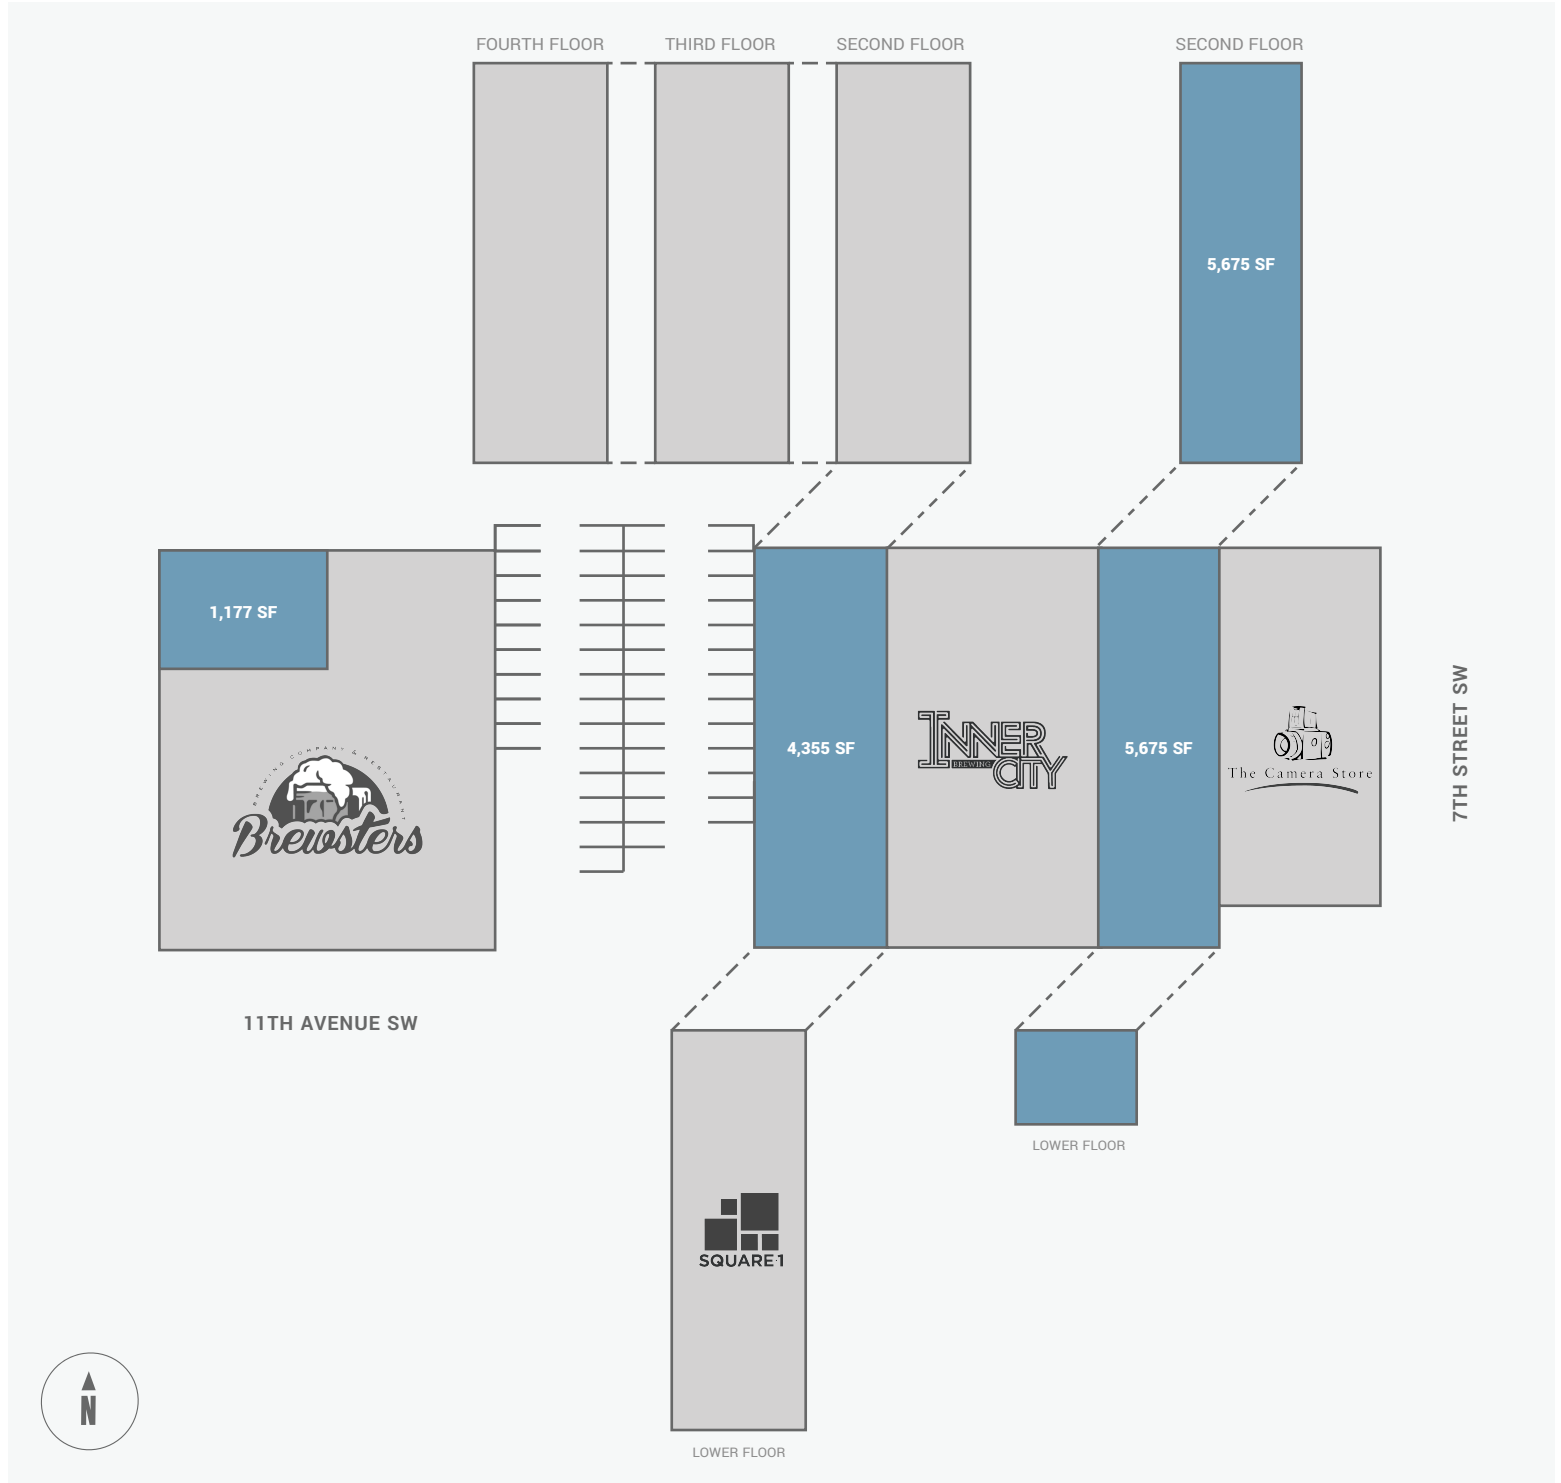 FOURTH FLOOR
THIRD FLOOR
SECOND FLOOR
SECOND FLOOR
5,675 SF
1,177 SF
BREWING COMPANY & RESTAURANT
Brewsters
4,355 SF
INNER
BREWING
CITY
5,675 SF
The Camera Store
7TH STREET SW
11TH AVENUE SW
LOWER FLOOR
SQUARE·1
LOWER FLOOR
N